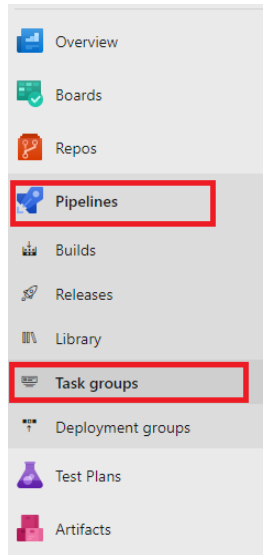 Overview
Boards
Repos
Pipelines
Builds
Releases
Library
Task groups
Deployment groups
Test Plans
Artifacts